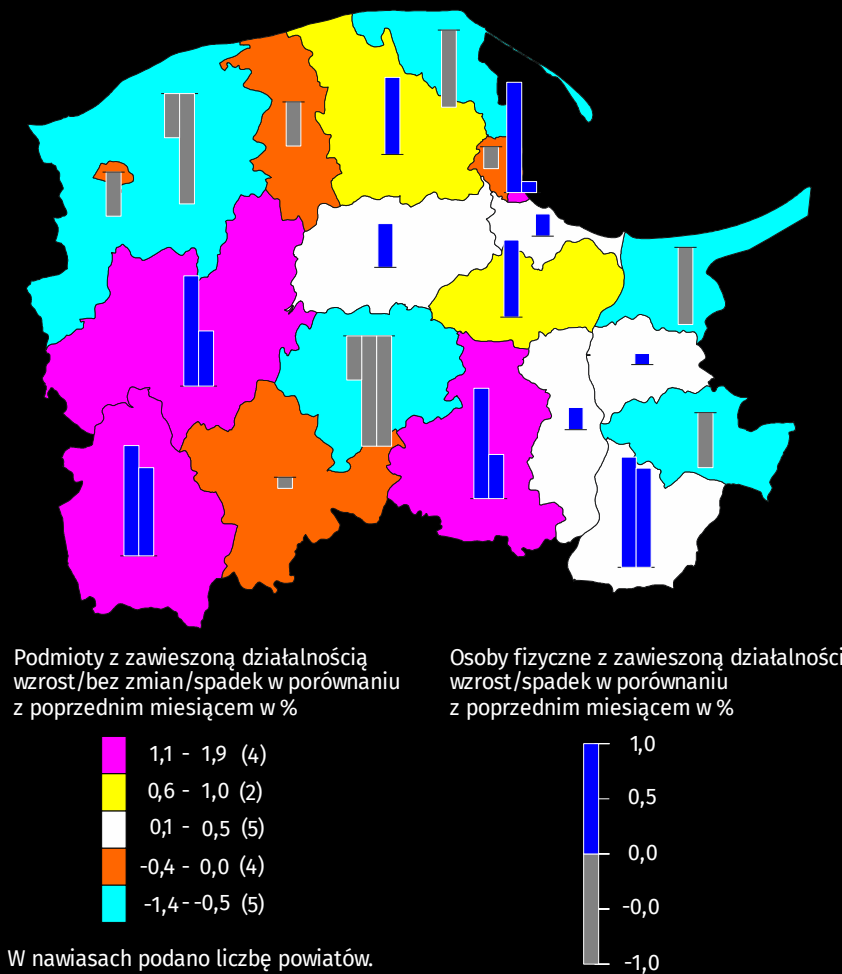 Podmioty z zawieszoną działalnością
wzrost/bez zmian/spadek w porównaniu
z poprzednim miesiącem w %
1,1 - 1,9 (4)
0,6 - 1,0 (2)
0,1 - 0,5 (5)
-0,4 - 0,0 (4)
-1,4--0,5 (5)
W nawiasach podano liczbę powiatów.
Osoby fizyczne z zawieszoną działalności
wzrost/spadek w porównaniu
z poprzednim miesiącem w %
1,0
0,5
0,0
-0,0
-1,0